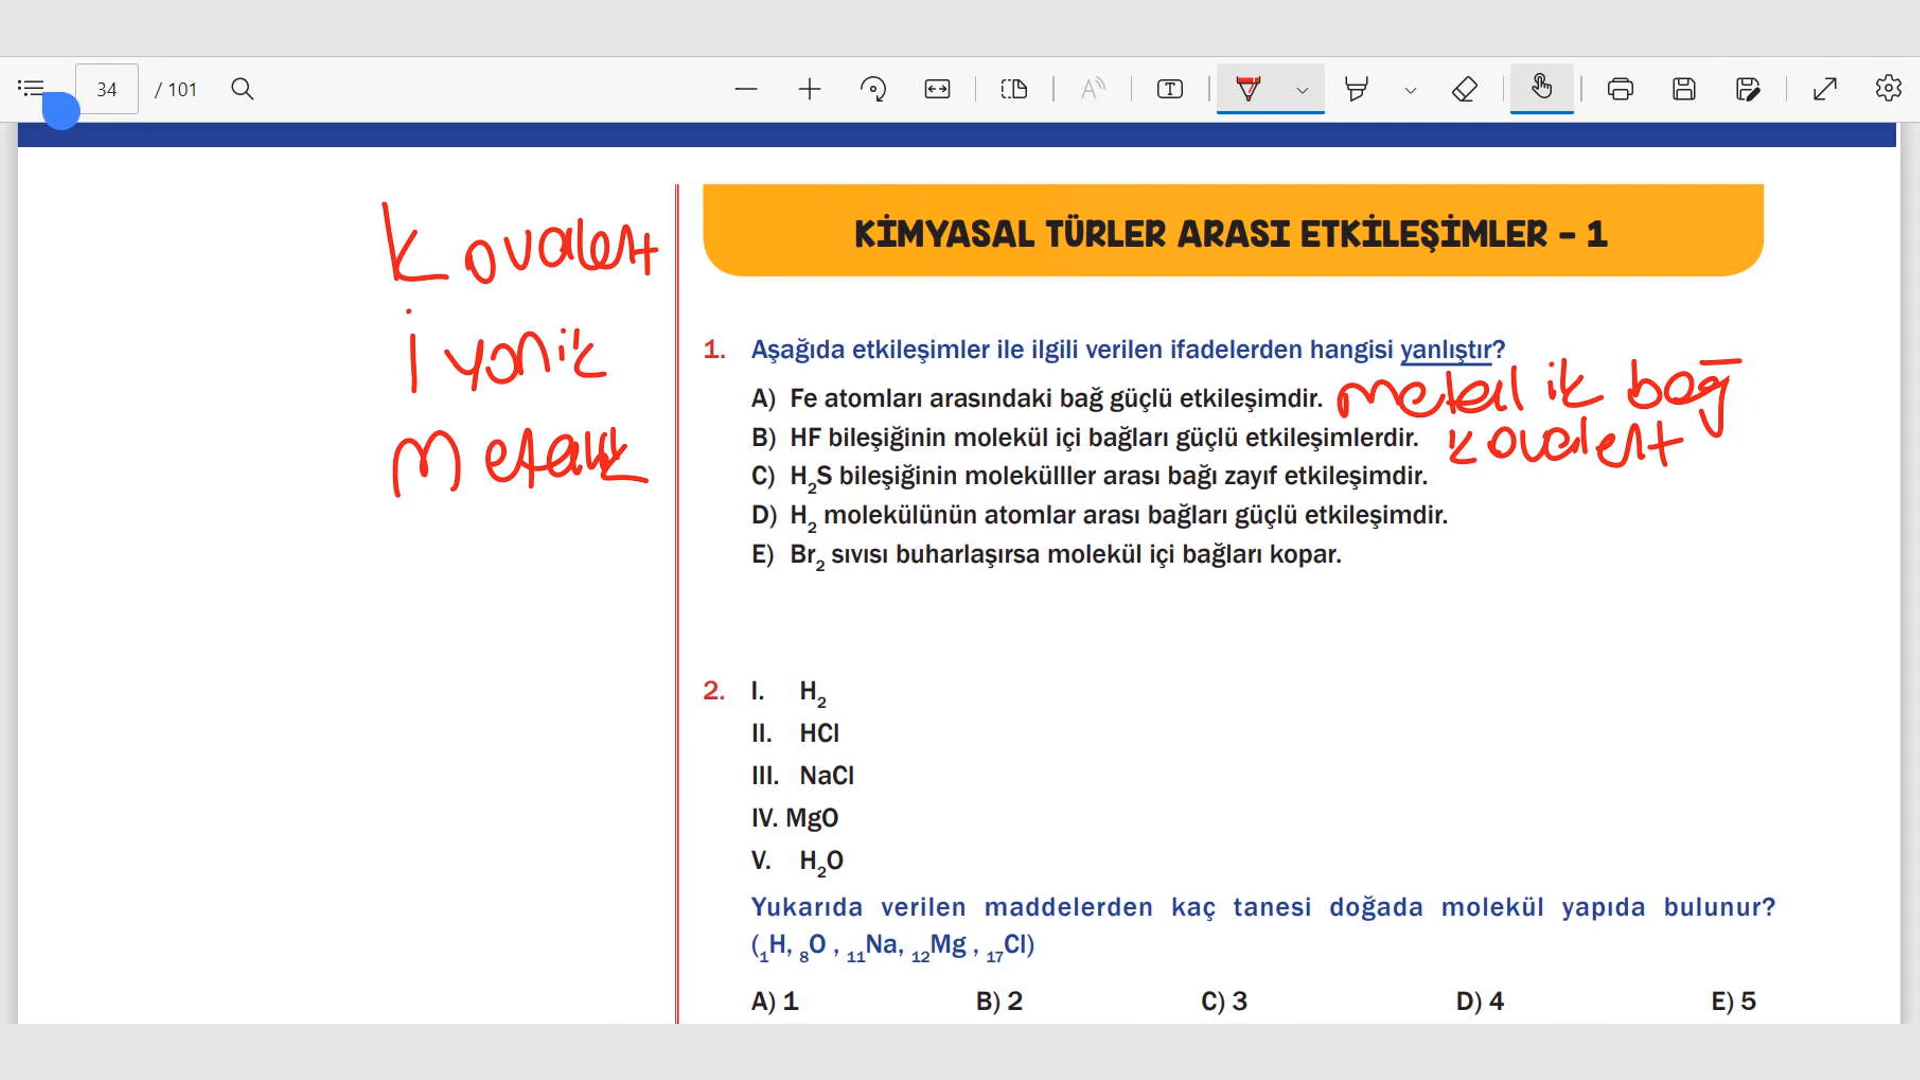 34 / 101
Kovalent
İyonik
Metalik
KİMYASAL TÜRLER ARASI ETKİLEŞİMLER – 1
1. Aşağıda etkileşimler ile ilgili verilen ifadelerden hangisi yanlıştır?
A) Fe atomları arasındaki bağ güçlü etkileşimdir. metalik bağ
B) HF bileşiğinin molekül içi bağları güçlü etkileşimlerdir. kovalent
C) H₂S bileşiğinin molekülller arası bağı zayıf etkileşimdir.
D) H₂ molekülünün atomlar arası bağları güçlü etkileşimdir.
E) Br₂ sıvısı buharlaşırsa molekül içi bağları kopar.
2. I. H₂
II. HCl
III. NaCl
IV. MgO
V. H₂O
Yukarıda verilen maddelerden kaç tanesi doğada molekül yapıda bulunur?
(₁H, ₈O , ₁₁Na, ₁₂Mg , ₁₇Cl)
A) 1 B) 2 C) 3 D) 4 E) 5